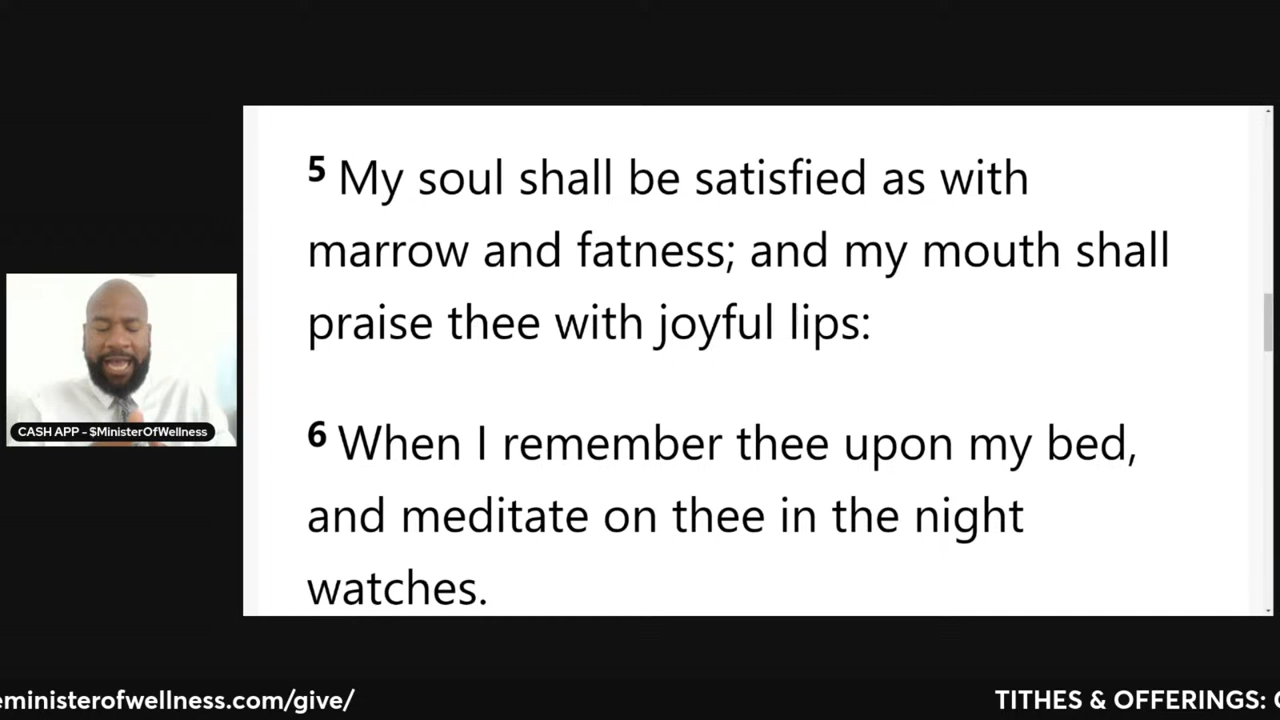 5 My soul shall be satisfied as with
marrow and fatness; and my mouth shall
praise thee with joyful lips:
6 When I remember thee upon my bed,
and meditate on thee in the night
watches.
CASH APP - $MinisterOfWellness
eministerofwellness.com/give/
TITHES & OFFERINGS: